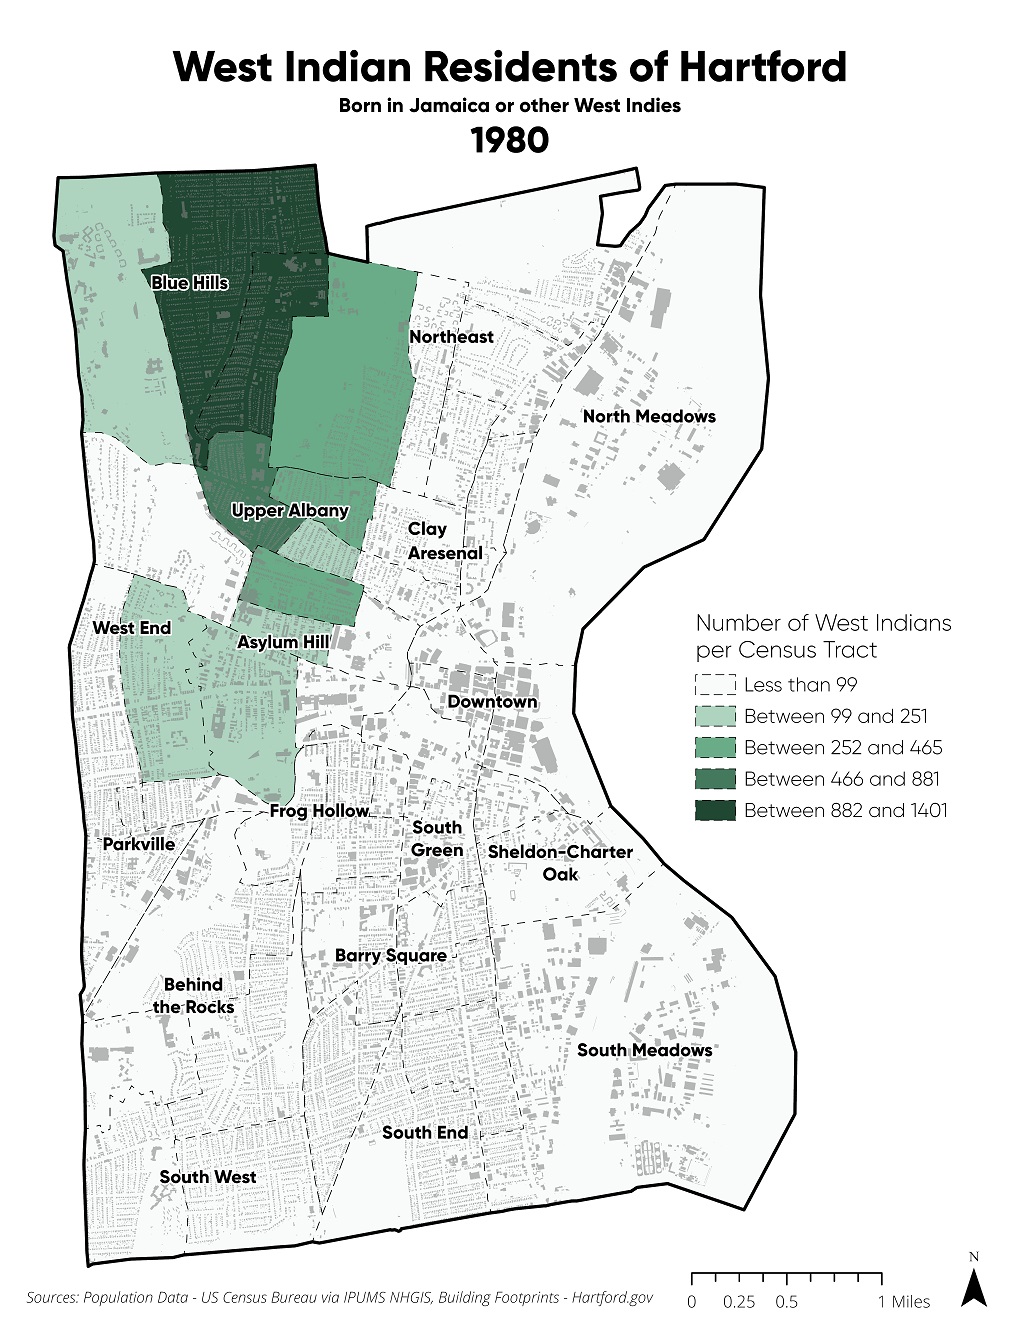 West Indian Residents of Hartford
Born in Jamaica or other West Indies
1980
Blue Hills
Northeast
North Meadows
Upper Albany
Clay
Aresenal
West End
Asylum Hill
Number of West Indians
per Census Tract
Less than 99
Between 99 and 251
Between 252 and 465
Between 466 and 881
Between 882 and 1401
Downtown
Frog Hollow
Parkville
South
Green
Sheldon-Charter
Oak
Barry Square
Behind
the Rocks
South Meadows
South End
South West
Sources: Population Data - US Census Bureau via IPUMS NHGIS, Building Footprints - Hartford.gov
0 0.25 0.5 1 Miles
N